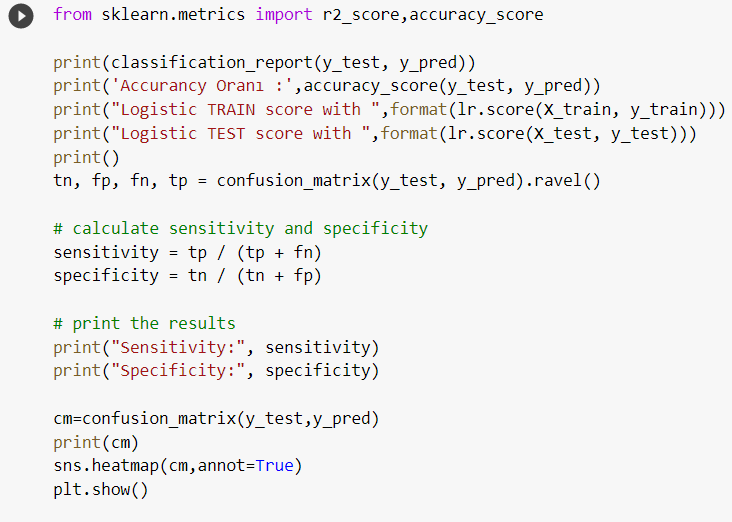 from sklearn.metrics import r2_score,accuracy_score
print(classification_report(y_test, y_pred))
print('Accurancy Oranı :',accuracy_score(y_test, y_pred))
print("Logistic TRAIN score with ",format(lr.score(X_train, y_train)))
print("Logistic TEST score with ",format(lr.score(X_test, y_test)))
print()
tn, fp, fn, tp = confusion_matrix(y_test, y_pred).ravel()
# calculate sensitivity and specificity
sensitivity = tp / (tp + fn)
specificity = tn / (tn + fp)
# print the results
print("Sensitivity:", sensitivity)
print("Specificity:", specificity)
cm=confusion_matrix(y_test,y_pred)
print(cm)
sns.heatmap(cm,annot=True)
plt.show()